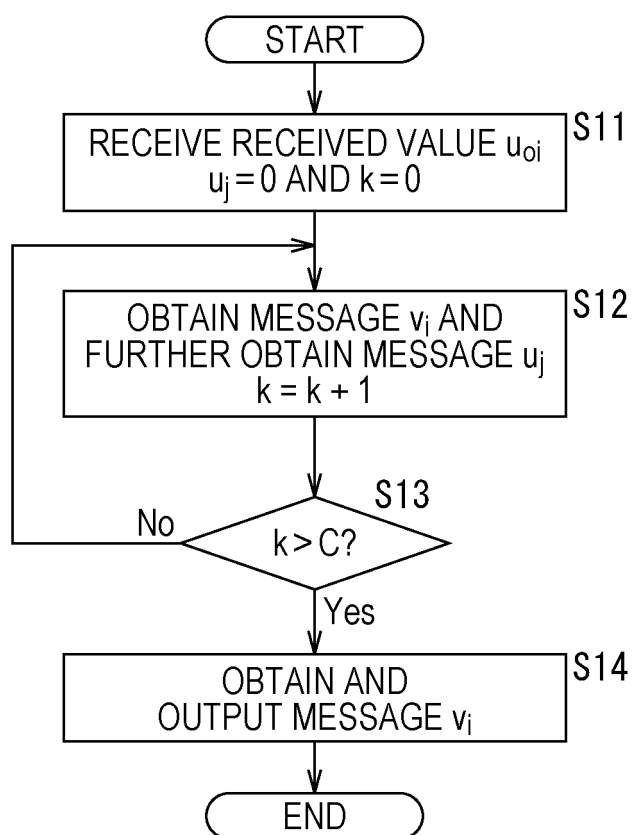 START
S11
RECEIVE RECEIVED VALUE uoi
uj=0 AND k=0
S12
OBTAIN MESSAGE vi AND
FURTHER OBTAIN MESSAGE uj
k = k + 1
S13
No
k > C?
Yes
S14
OBTAIN AND
OUTPUT MESSAGE vi
END